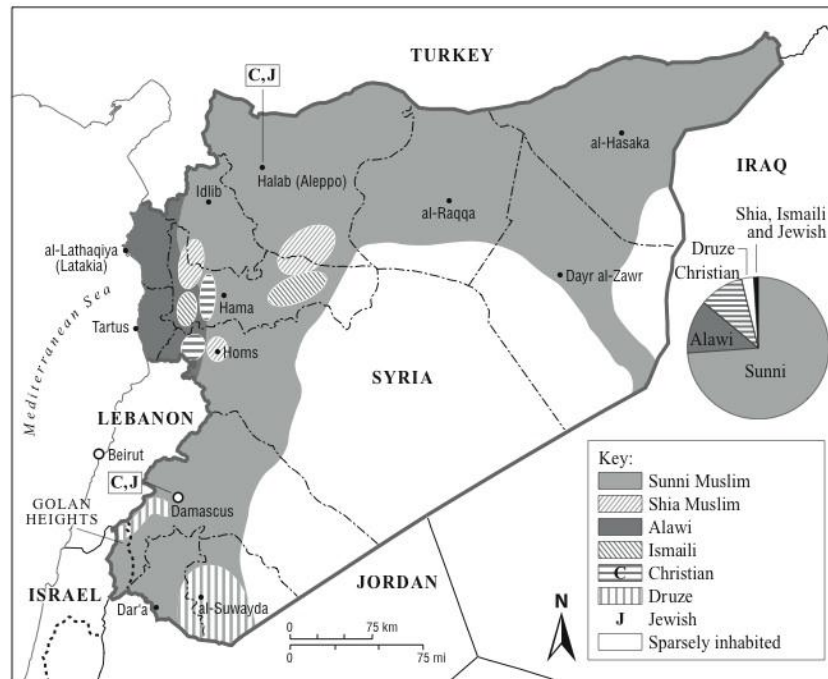 TURKEY
C,J
al-Hasaka
Halab (Aleppo)
IRAQ
Idlib
al-Raqqa
Shia, Ismaili
and Jewish
al-Lathaqiya
(Latakia)
Druze
Christian
Dayr al-Zawr
Hama
Mediterranean Sea
Tartus
Alawi
Homs
Sunni
SYRIA
LEBANON
Beirut
C,J
Damascus
GOLAN
HEIGHTS
ISRAEL
JORDAN
Dar'a
al-Suwayda
N
0 75 km
0 75 mi
Key:
Sunni Muslim
Shia Muslim
Alawi
Ismaili
C Christian
Druze
J Jewish
Sparsely inhabited